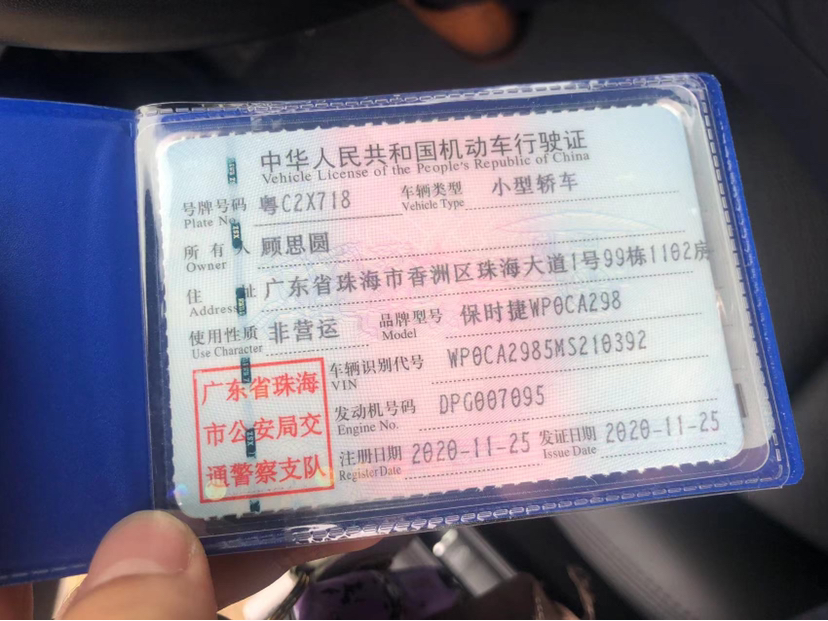 中华人民共和国机动车行驶证
Vehicle License of the People's Republic of China
号牌号码 Plate No. 粤C2X718 车辆类型 Vehicle Type 小型轿车
所有人 Owner 顾思圆
住址 Address 广东省珠海市香洲区珠海大道1号99栋1102房
使用性质 Use Character 非营运 品牌型号 Model 保时捷WP0CA298
车辆识别代号 VIN WP0CA2985MS210392
发动机号码 Engine No. DPG007095
注册日期 Register Date 2020-11-25 发证日期 Issue Date 2020-11-25
广东省珠海
市公安局交
通警察支队